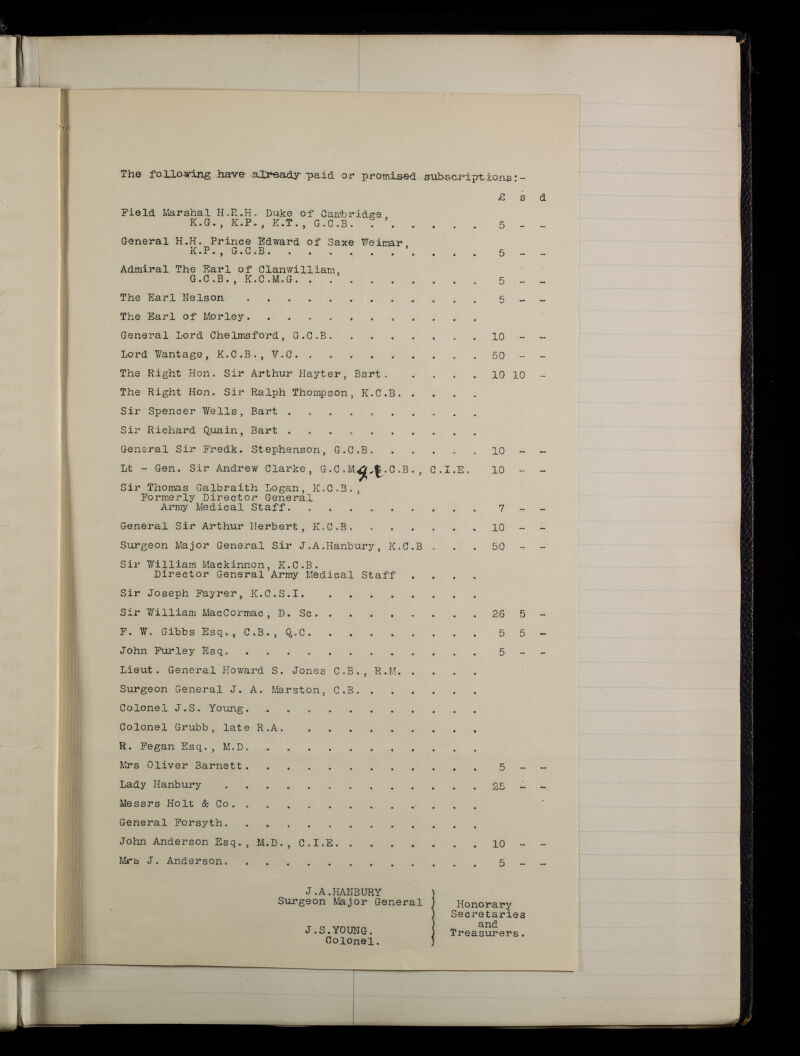 The following have already paid or promised subscriptions:-
£ s d
Field Marshal H.R.H. Duke of Cambridge,
K.G., K.P., K.T., G.C.B. . . . . . . . 5 - -
General H.H. Prince Edward of Saxe Weimar,
K.P., G.C.B. . . . . . . . . . . . 5 - -
Admiral The Earl of Clanwilliam,
G.C.B., K.C.M.G. . . . . . . . . . 5 - -
The Earl Nelson . . . . . . . . . . . . 5 - -
The Earl of Morley. . . . . . . . . . . .
General Lord Chelmsford, G.C.B. . . . . . . . 10 - -
Lord Wantage, K.C.B., V.C. . . . . . . . . . 50 - -
The Right Hon. Sir Arthur Hayter, Bart. . . . . 10 10 -
The Right Hon. Sir Ralph Thompson, K.C.B. . . . .
Sir Spencer Wells, Bart . . . . . . . . . .
Sir Richard Quain, Bart . . . . . . . . . .
General Sir Fredk. Stephenson, G.C.B. . . . . . 10 - -
Lt - Gen. Sir Andrew Clarke, G.C.M.G.,C.B., C.I.E. 10 - -
Sir Thomas Galbraith Logan, K.C.B.,
Formerly Director General
Army Medical Staff. . . . . . . . . . 7 - -
General Sir Arthur Herbert, K.C.B. . . . . . . 10 - -
Surgeon Major General Sir J.A.Hanbury, K.C.B . . . 50 - -
Sir William Mackinnon, K.C.B.
Director General Army Medical Staff . . . .
Sir Joseph Fayrer, K.C.S.I. . . . . . . . .
Sir William MacCormac, D. Sc. . . . . . . . . 26 5 -
F. W. Gibbs Esq., C.B., Q.C. . . . . . . . . 5 5 -
John Furley Esq. . . . . . . . . . . . . 5 - -
Lieut. General Howard S. Jones C.B., R.M. . . . .
Surgeon General J. A. Marston, C.B. . . . . . .
Colonel J.S. Young. . . . . . . . . . . .
Colonel Grubb, late R.A. . . . . . . . . .
R. Fegan Esq., M.D. . . . . . . . . . . .
Mrs Oliver Barnett. . . . . . . . . . . . 5 - -
Lady Hanbury . . . . . . . . . . . . . 25 - -
Messrs Holt & Co. . . . . . . . . . . . .
General Forsyth. . . . . . . . . . . . .
John Anderson Esq., M.D., C.I.E. . . . . . . . 10 - -
Mrs J. Anderson. . . . . . . . . . . . . 5 - -
J.A.HANBURY
Surgeon Major General
Honorary
Secretaries
and
Treasurers.
J.S.YOUNG.
Colonel.